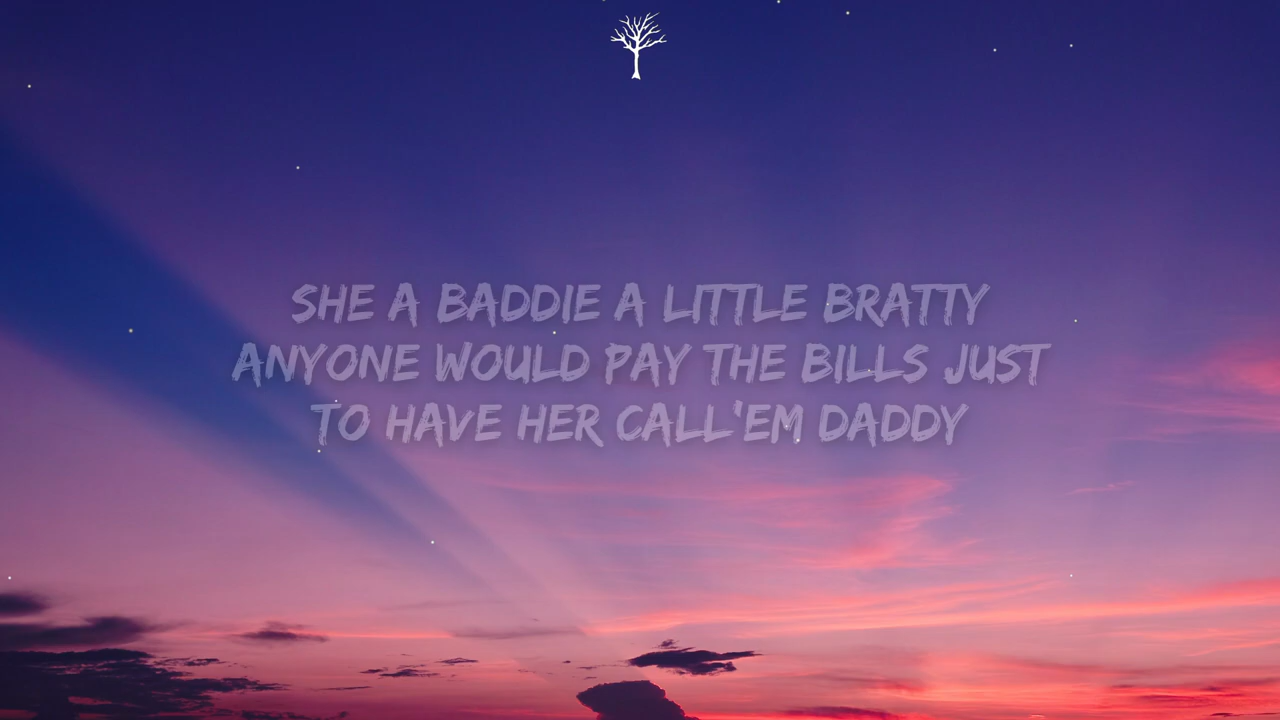 SHE A BADDIE A LITTLE BRATTY
ANYONE WOULD PAY THE BILLS JUST
TO HAVE HER CALL'EM DADDY